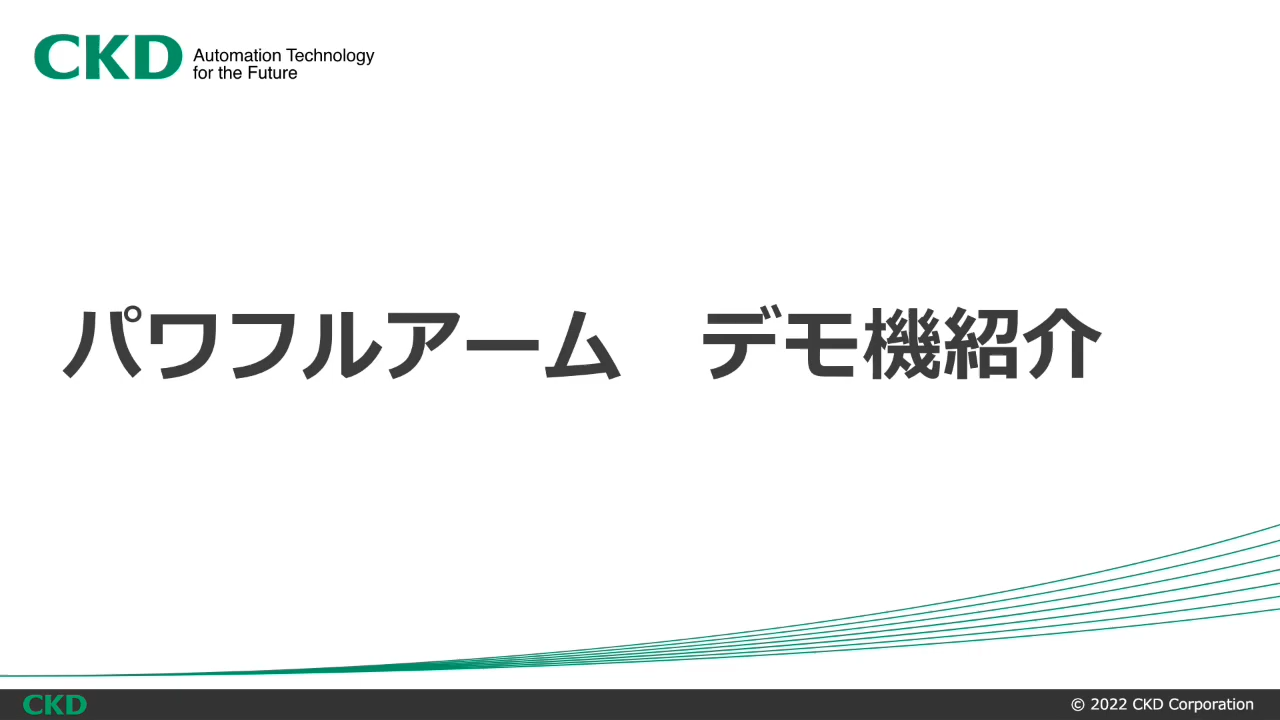 CKD
Automation Technology
for the Future
パワフルアーム　デモ機紹介
CKD
© 2022 CKD Corporation